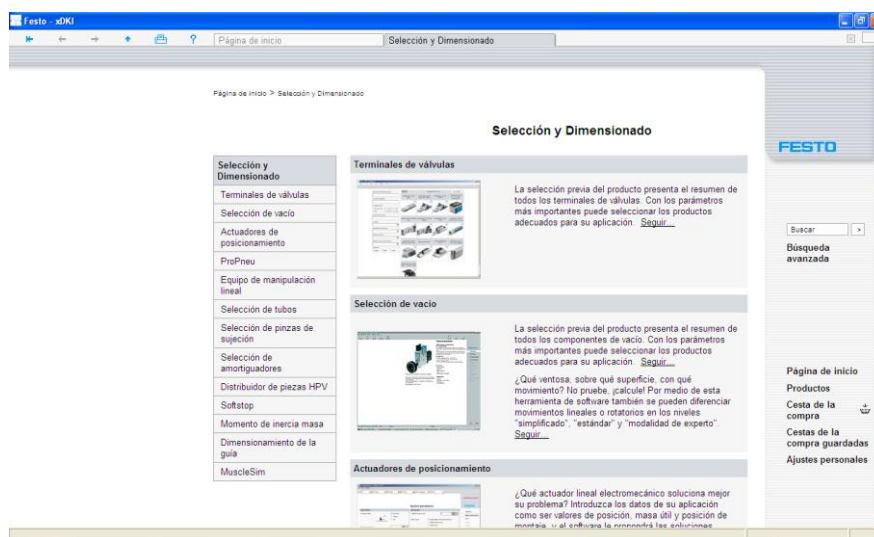 Festo - xDKI
Página de inicio
Selección y Dimensionado
Página de inicio > Selección y Dimensionado
Selección y Dimensionado
FESTO
Selección y
Dimensionado
Terminales de válvulas
Selección de vacío
Actuadores de
posicionamiento
ProPneu
Equipo de manipulación
lineal
Selección de tubos
Selección de pinzas de
sujeción
Selección de
amortiguadores
Distribuidor de piezas HPV
Softstop
Momento de inercia masa
Dimensionamiento de la
guía
MuscleSim
Terminales de válvulas
La selección previa del producto presenta el resumen de
todos los terminales de válvulas. Con los parámetros
más importantes puede seleccionar los productos
adecuados para su aplicación. Seguir...
Selección de vacío
La selección previa del producto presenta el resumen de
todos los componentes de vacío. Con los parámetros
más importantes puede seleccionar los productos
adecuados para su aplicación. Seguir...
¿Qué ventosa, sobre qué superficie, con qué
movimiento? No pruebe, ¡calcule! Por medio de esta
herramienta de software también se pueden diferenciar
movimientos lineales o rotatorios en los niveles
"simplificado", "estándar" y "modalidad de experto".
Seguir...
Actuadores de posicionamiento
¿Qué actuador lineal electromecánico soluciona mejor
su problema? Introduzca los datos de su aplicación
como ser valores de posición, masa útil y posición de
montaje, y el software le propondrá las soluciones
Buscar
Búsqueda
avanzada
Página de inicio
Productos
Cesta de la
compra
Cestas de la
compra guardadas
Ajustes personales